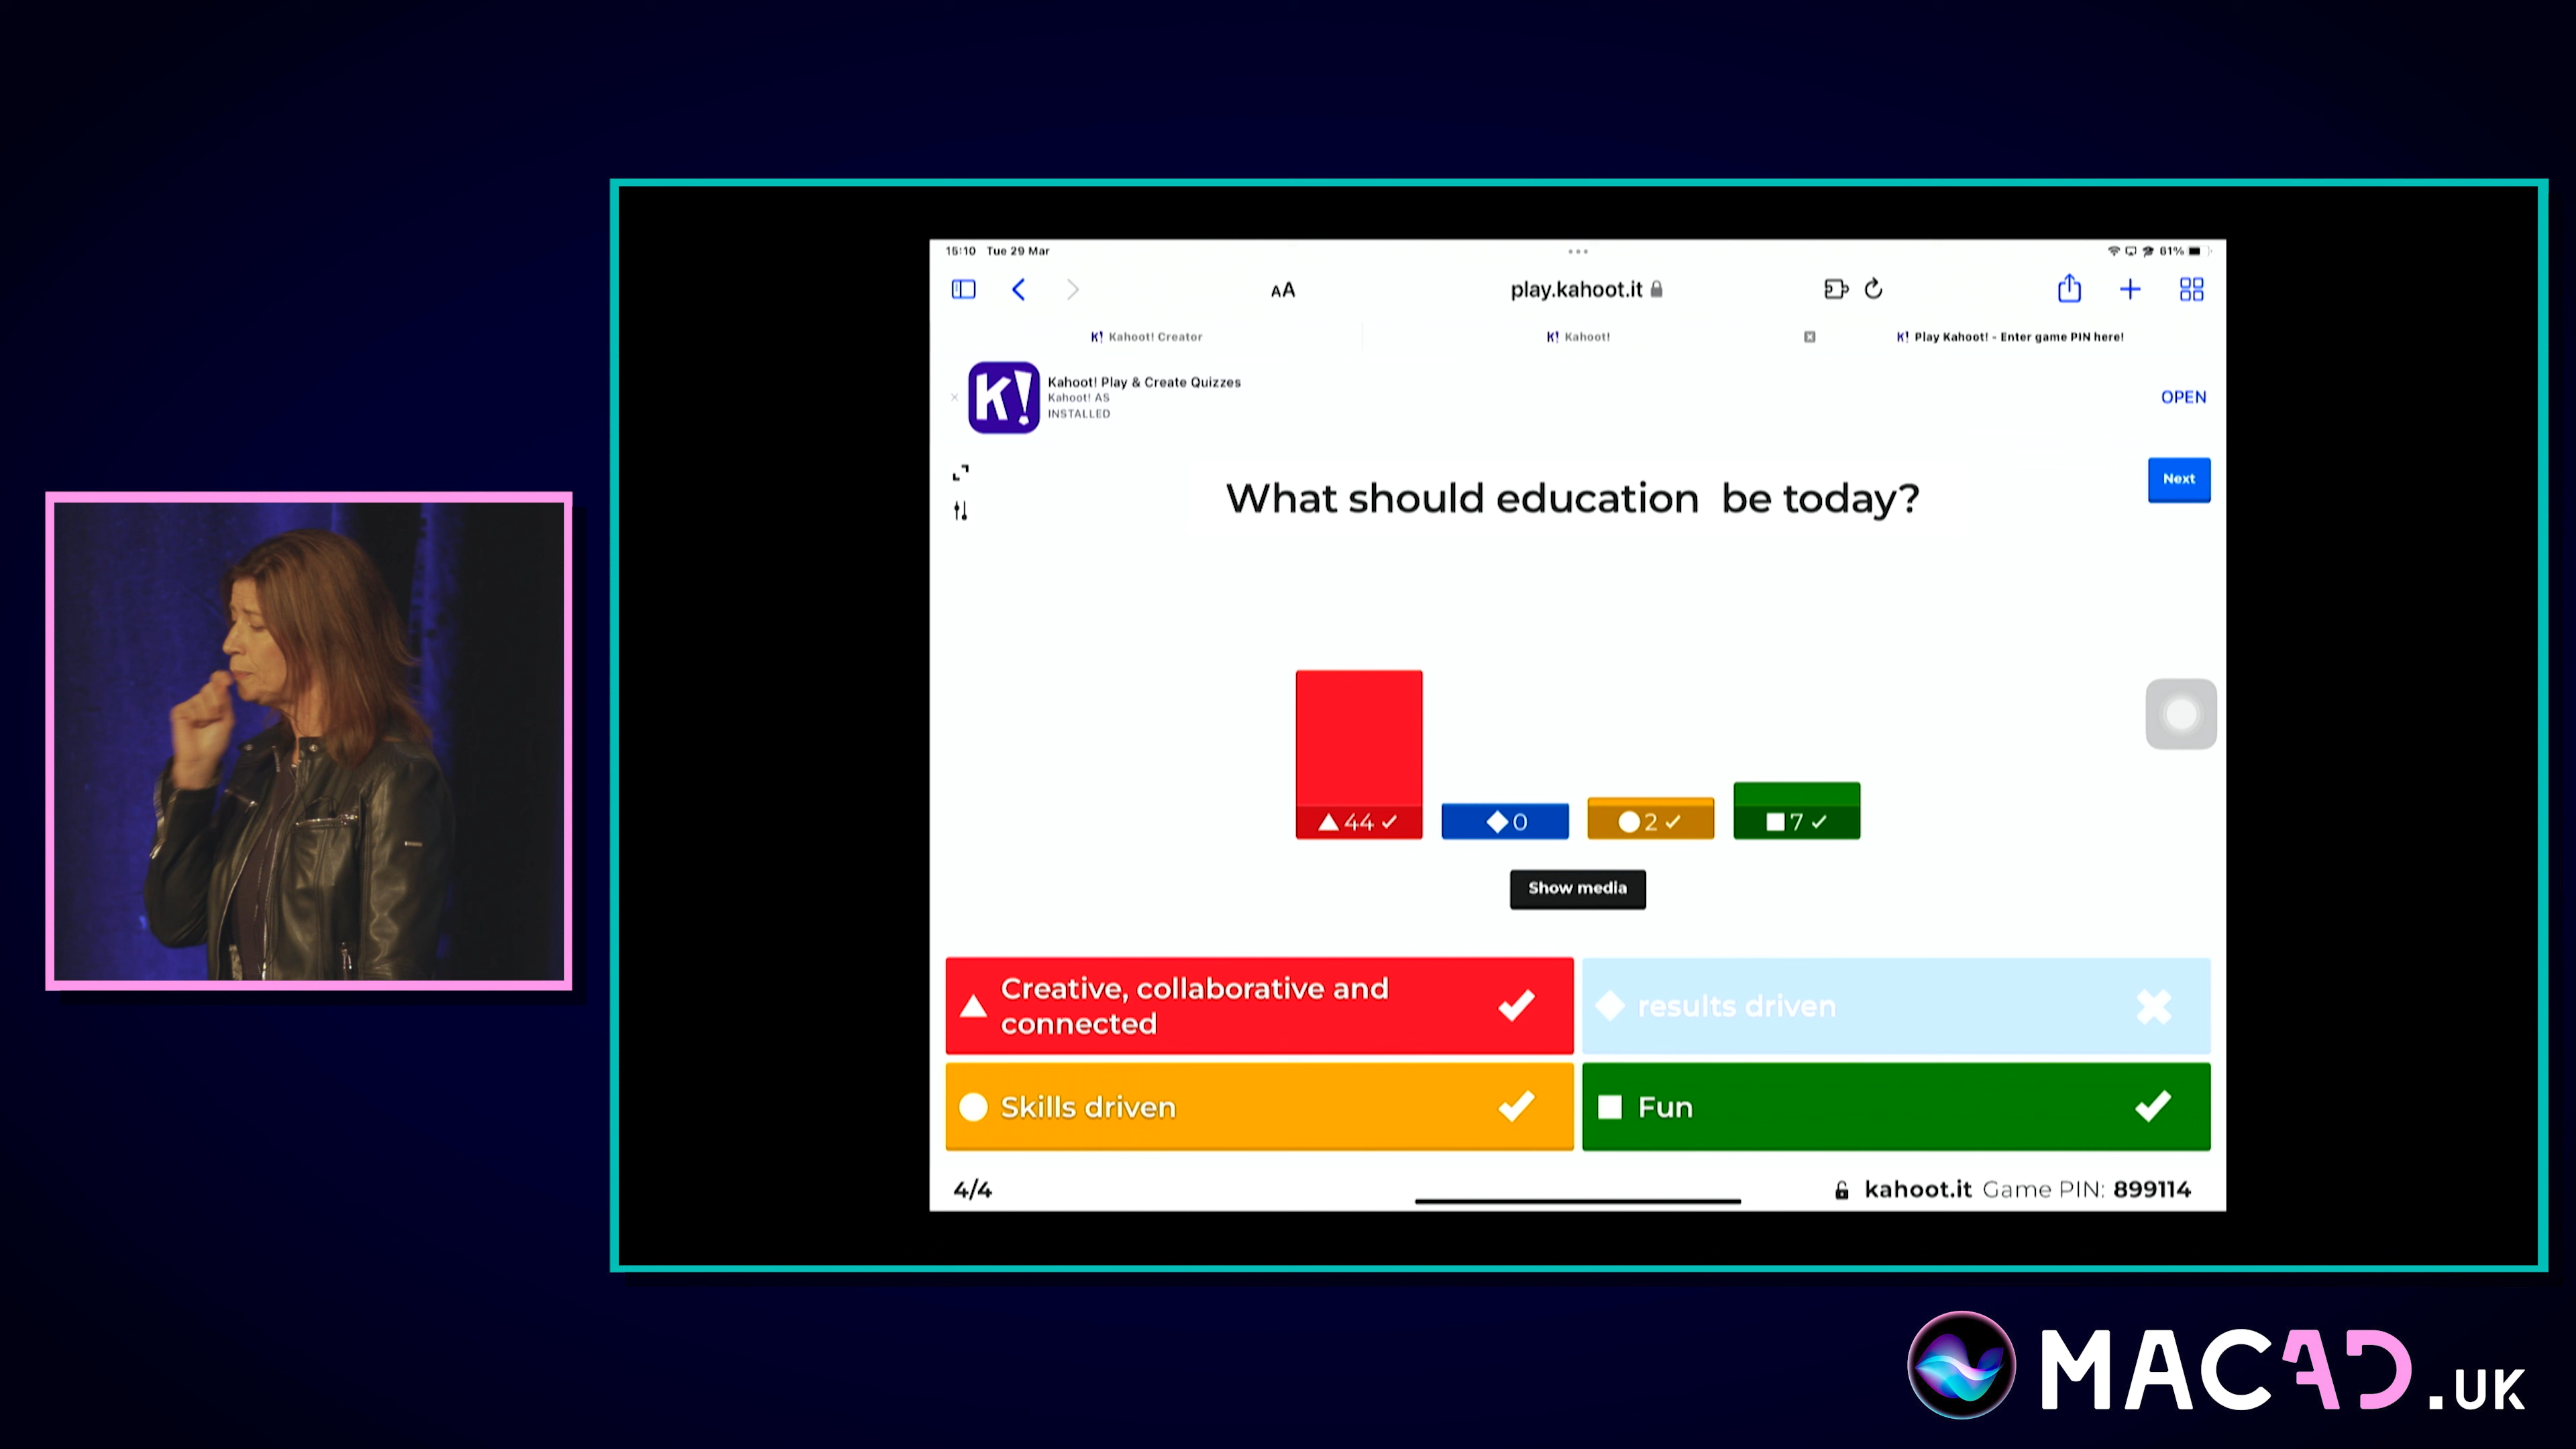 15:10 Tue 29 Mar
61%
AA
play.kahoot.it
K! Kahoot! Creator
K! Kahoot!
K! Play Kahoot! - Enter game PIN here!
K!
Kahoot! Play & Create Quizzes
Kahoot! AS
INSTALLED
OPEN
What should education be today?
Next
44
0
2
7
Show media
Creative, collaborative and
connected
results driven
Skills driven
Fun
4/4
kahoot.it Game PIN: 899114
MACAD.UK